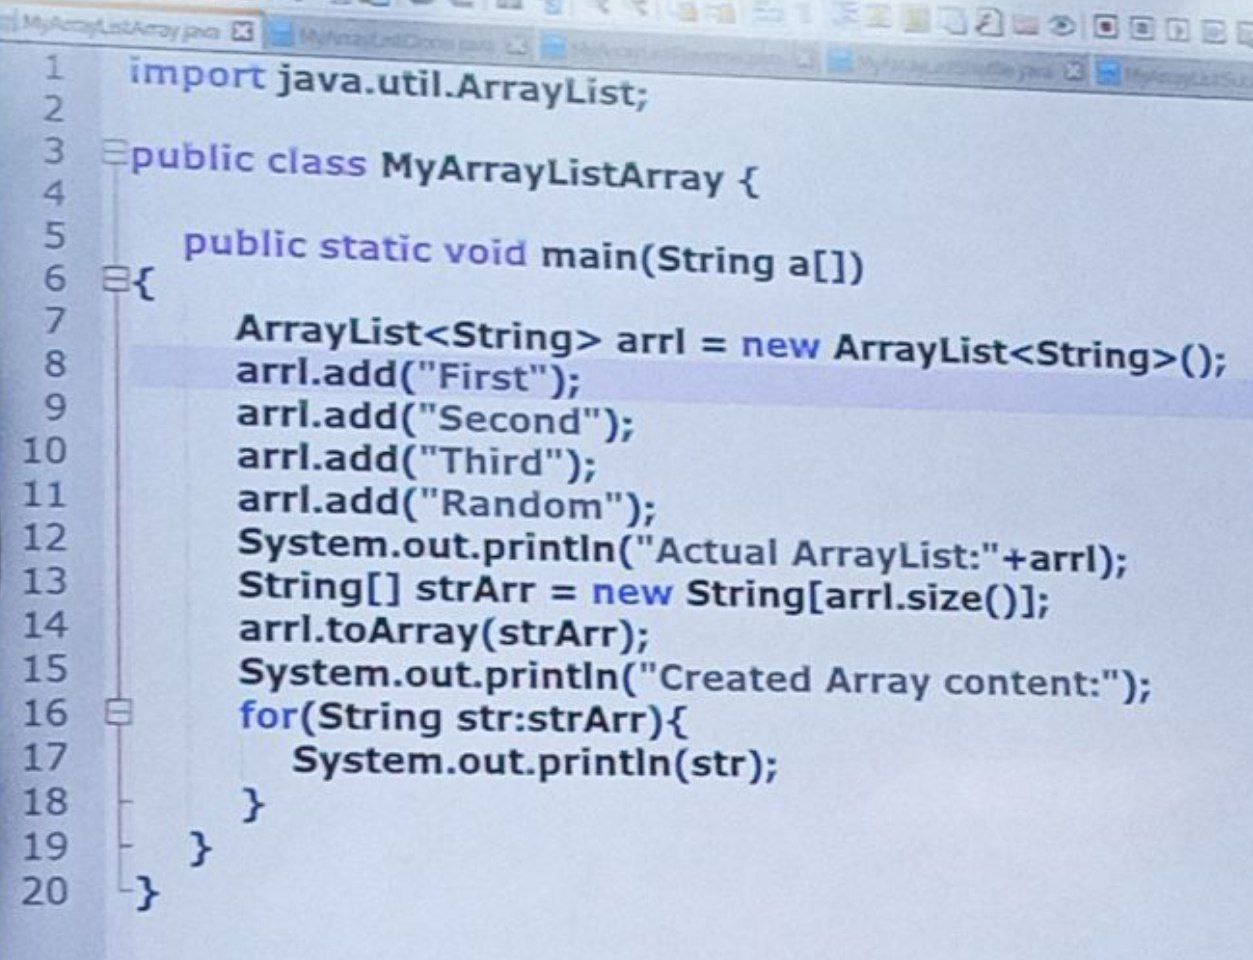 MyArrayListArray.java
1 import java.util.ArrayList;
2
3 public class MyArrayListArray {
4
5 public static void main(String a[])
6 {
7 ArrayList<String> arrl = new ArrayList<String>();
8 arrl.add("First");
9 arrl.add("Second");
10 arrl.add("Third");
11 arrl.add("Random");
12 System.out.println("Actual ArrayList:"+arrl);
13 String[] strArr = new String[arrl.size()];
14 arrl.toArray(strArr);
15 System.out.println("Created Array content:");
16 for(String str:strArr){
17 System.out.println(str);
18 }
19 }
20 }